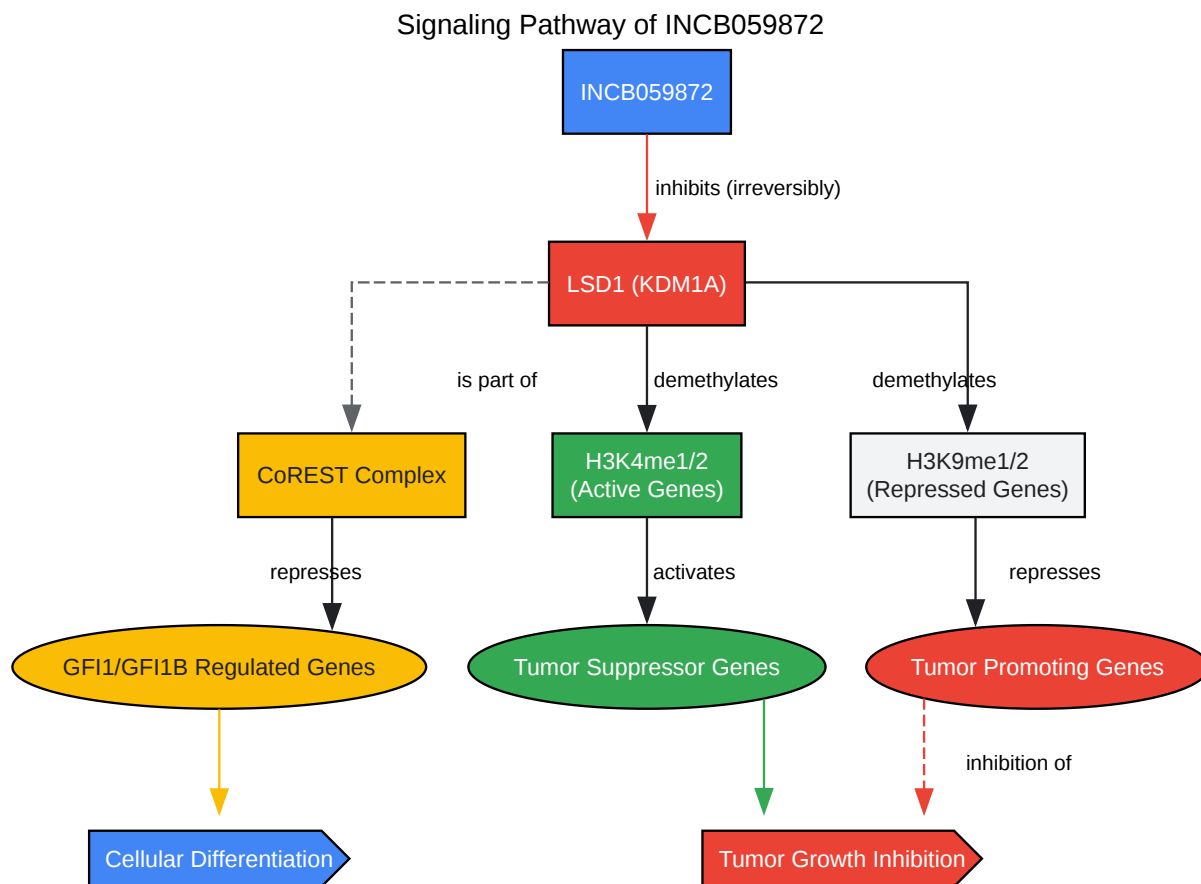 Signaling Pathway of INCB059872
INCB059872
inhibits (irreversibly)
LSD1 (KDM1A)
is part of
demethylates
demethylates
CoREST Complex
H3K4me1/2
(Active Genes)
H3K9me1/2
(Repressed Genes)
represses
activates
represses
GFI1/GFI1B Regulated Genes
Tumor Suppressor Genes
Tumor Promoting Genes
inhibition of
Cellular Differentiation
Tumor Growth Inhibition